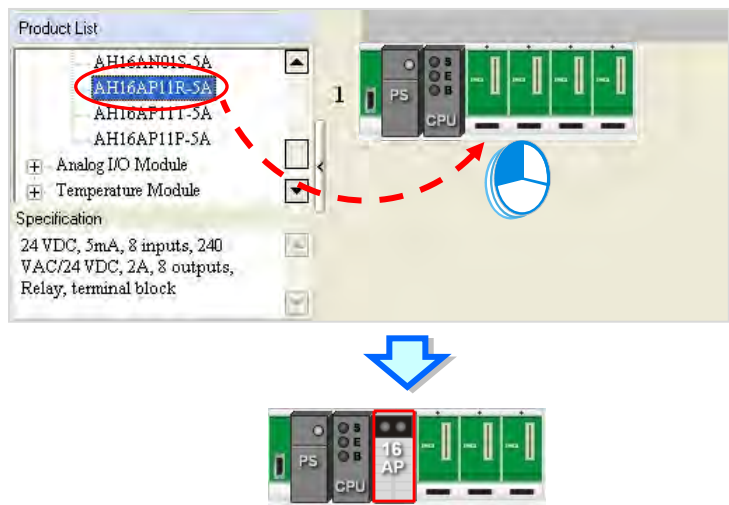 Product List
AH16AN01S-5A
AH16AP11R-5A
AH16AP11T-5A
AH16AP11P-5A
Analog I/O Module
Temperature Module
Specification
24 VDC, 5mA, 8 inputs, 240
VAC/24 VDC, 2A, 8 outputs,
Relay, terminal block
1
PS
S
E
B
CPU
PS
S
E
B
CPU
16
AP